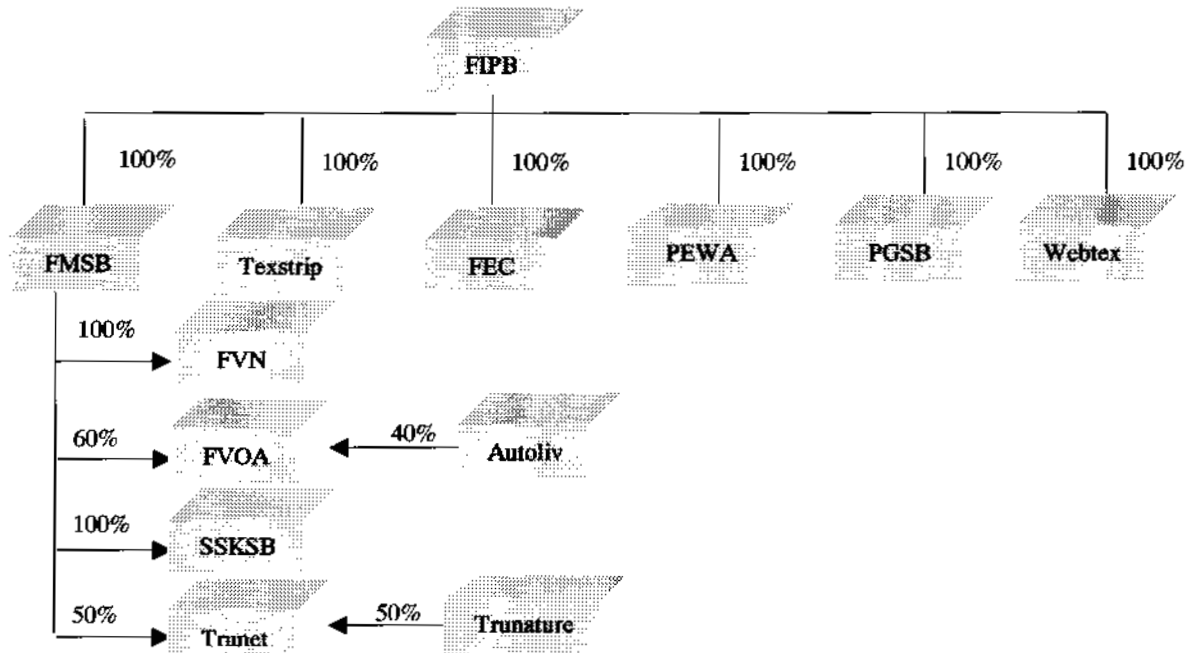 FIPB
100% 100% 100% 100% 100% 100%
FMSB Texstrip FEC PEWA PGSB Webtex
100%
FVN
60% FVOA 40% Autoliv
100%
SSKSB
50% Trunet 50% Trunature